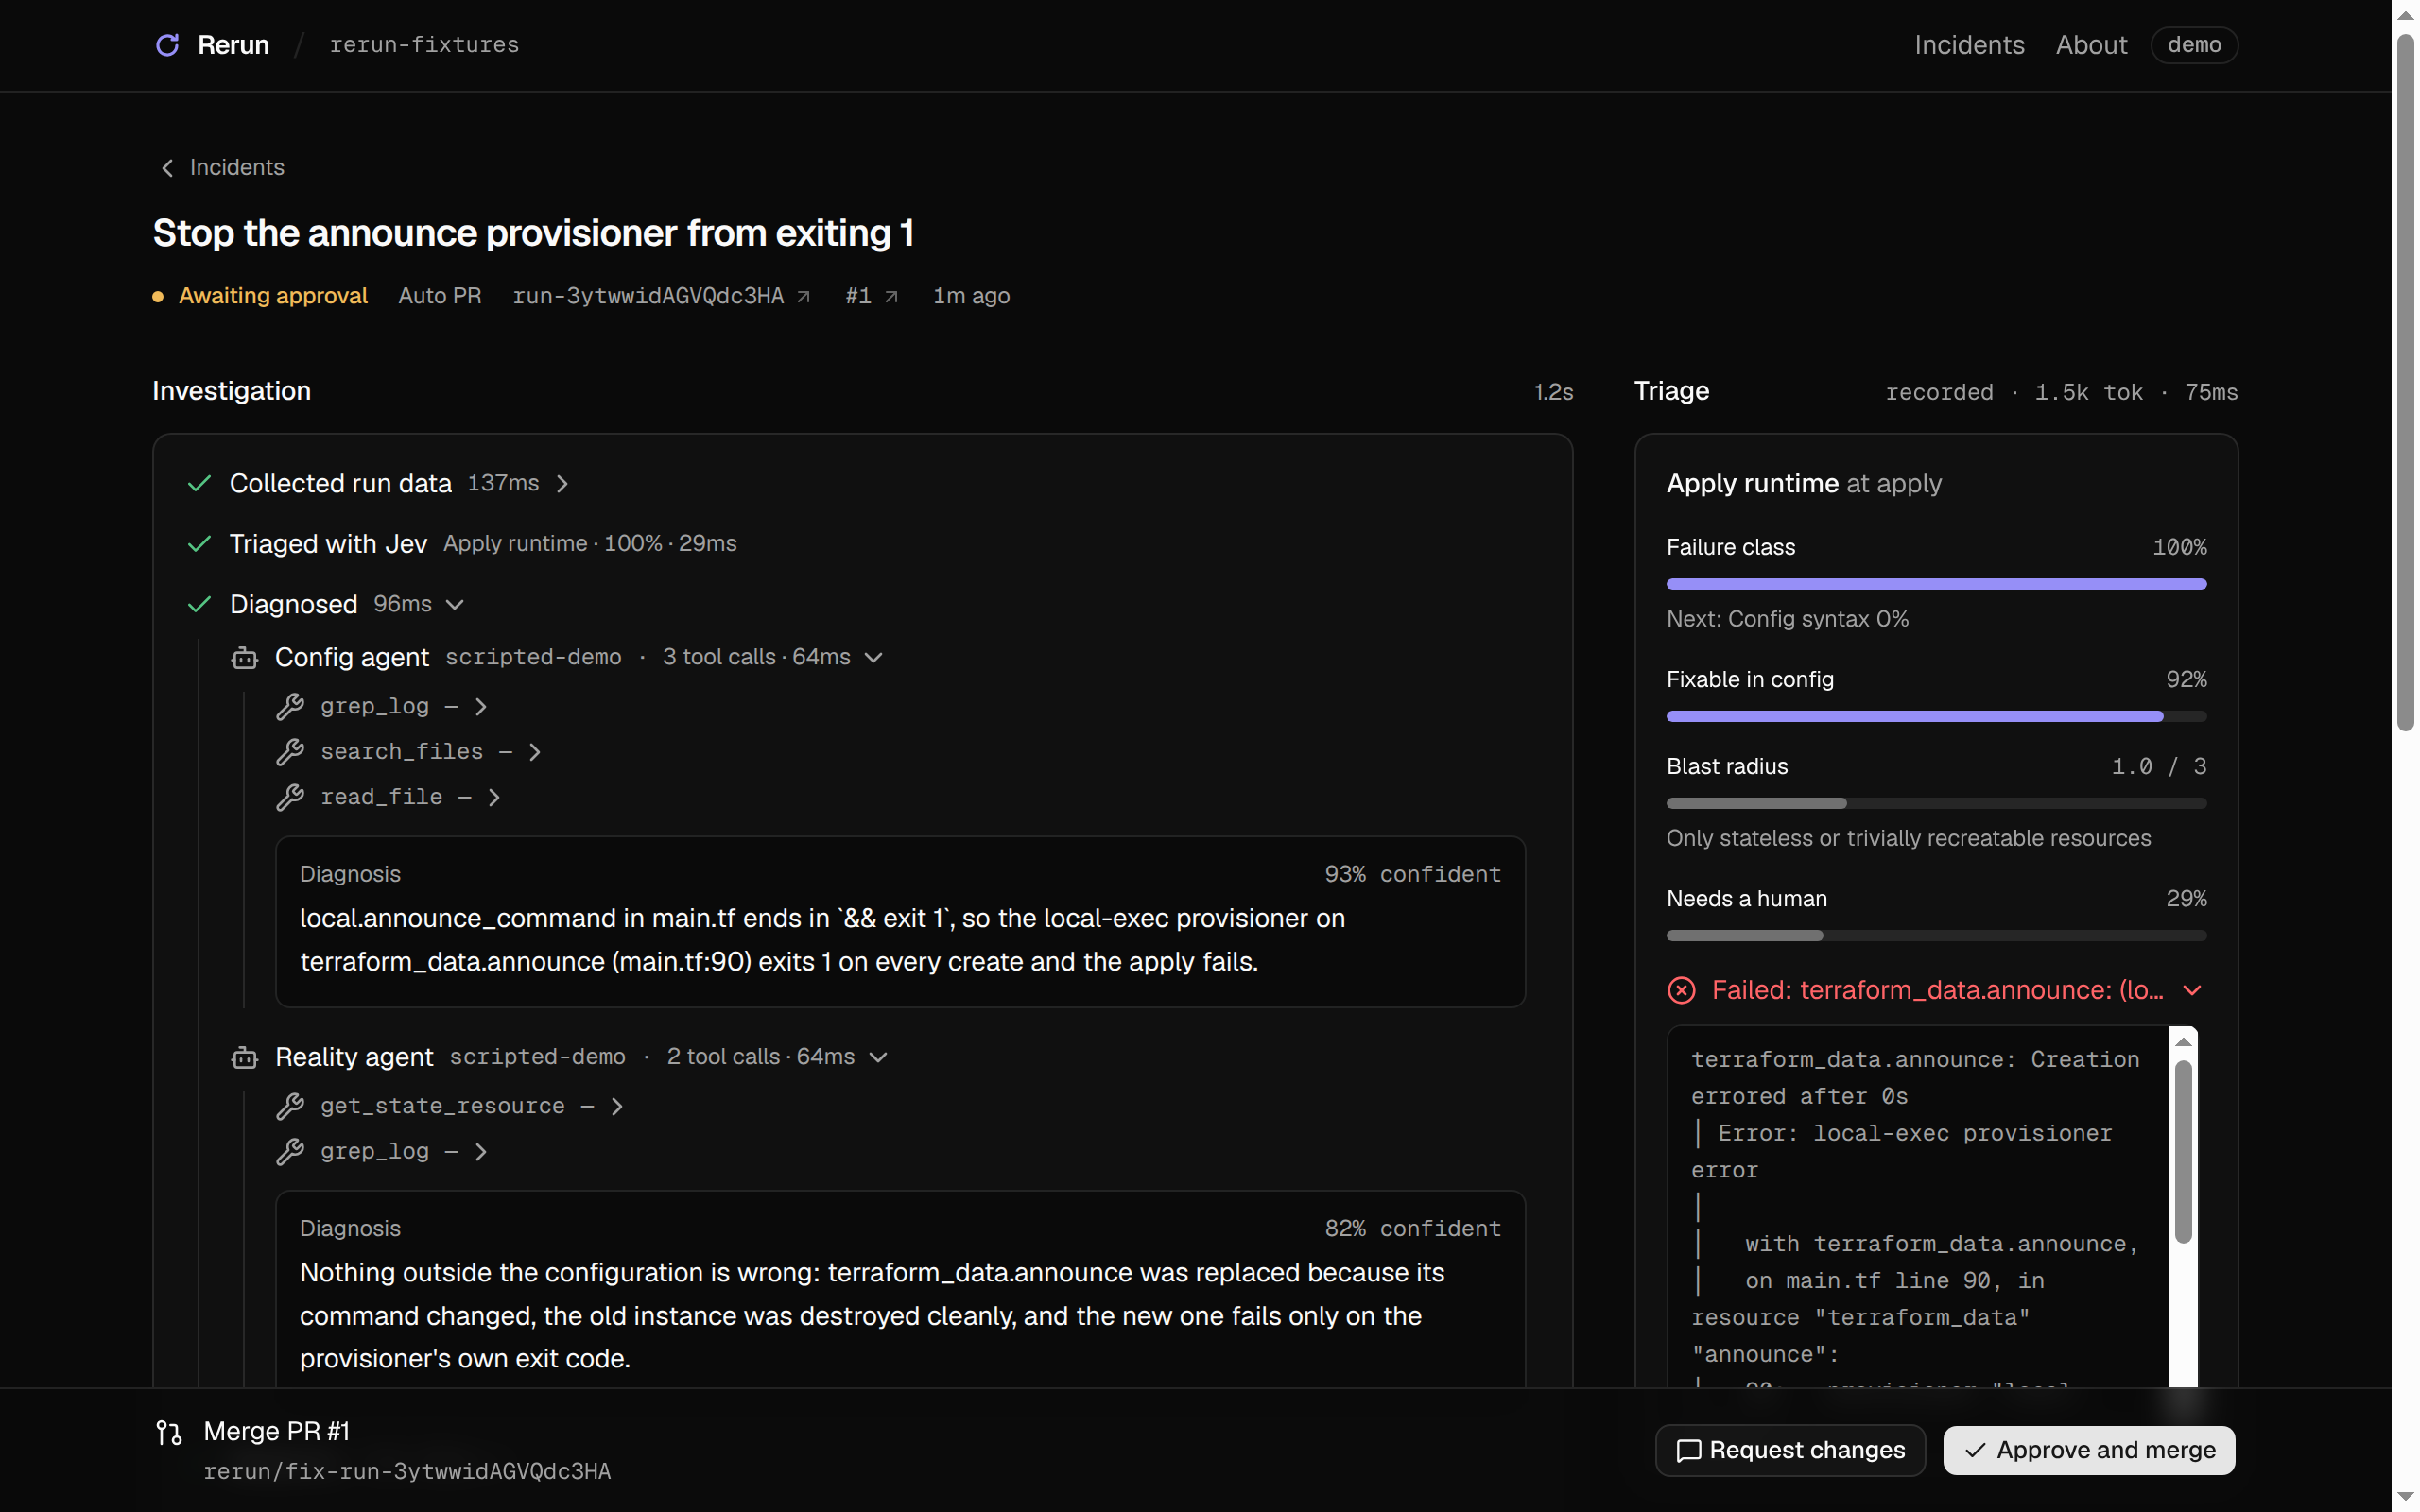 Rerun / rerun-fixtures
Incidents About demo
Incidents
Stop the announce provisioner from exiting 1
Awaiting approval Auto PR run-3ytwwidAGVQdc3HA #1 1m ago
Investigation 1.2s
Collected run data 137ms
Triaged with Jev Apply runtime · 100% · 29ms
Diagnosed 96ms
Config agent scripted-demo · 3 tool calls · 64ms
grep_log –
search_files –
read_file –
Diagnosis 93% confident
local.announce_command in main.tf ends in `&& exit 1`, so the local-exec provisioner on
terraform_data.announce (main.tf:90) exits 1 on every create and the apply fails.
Reality agent scripted-demo · 2 tool calls · 64ms
get_state_resource –
grep_log –
Diagnosis 82% confident
Nothing outside the configuration is wrong: terraform_data.announce was replaced because its
command changed, the old instance was destroyed cleanly, and the new one fails only on the
provisioner's own exit code.
Triage recorded · 1.5k tok · 75ms
Apply runtime at apply
Failure class 100%
Next: Config syntax 0%
Fixable in config 92%
Blast radius 1.0 / 3
Only stateless or trivially recreatable resources
Needs a human 29%
Failed: terraform_data.announce: (lo...
terraform_data.announce: Creation
errored after 0s
│ Error: local-exec provisioner
error
│
│   with terraform_data.announce,
│   on main.tf line 90, in
resource "terraform_data"
"announce":
Merge PR #1
rerun/fix-run-3ytwwidAGVQdc3HA
Request changes
Approve and merge